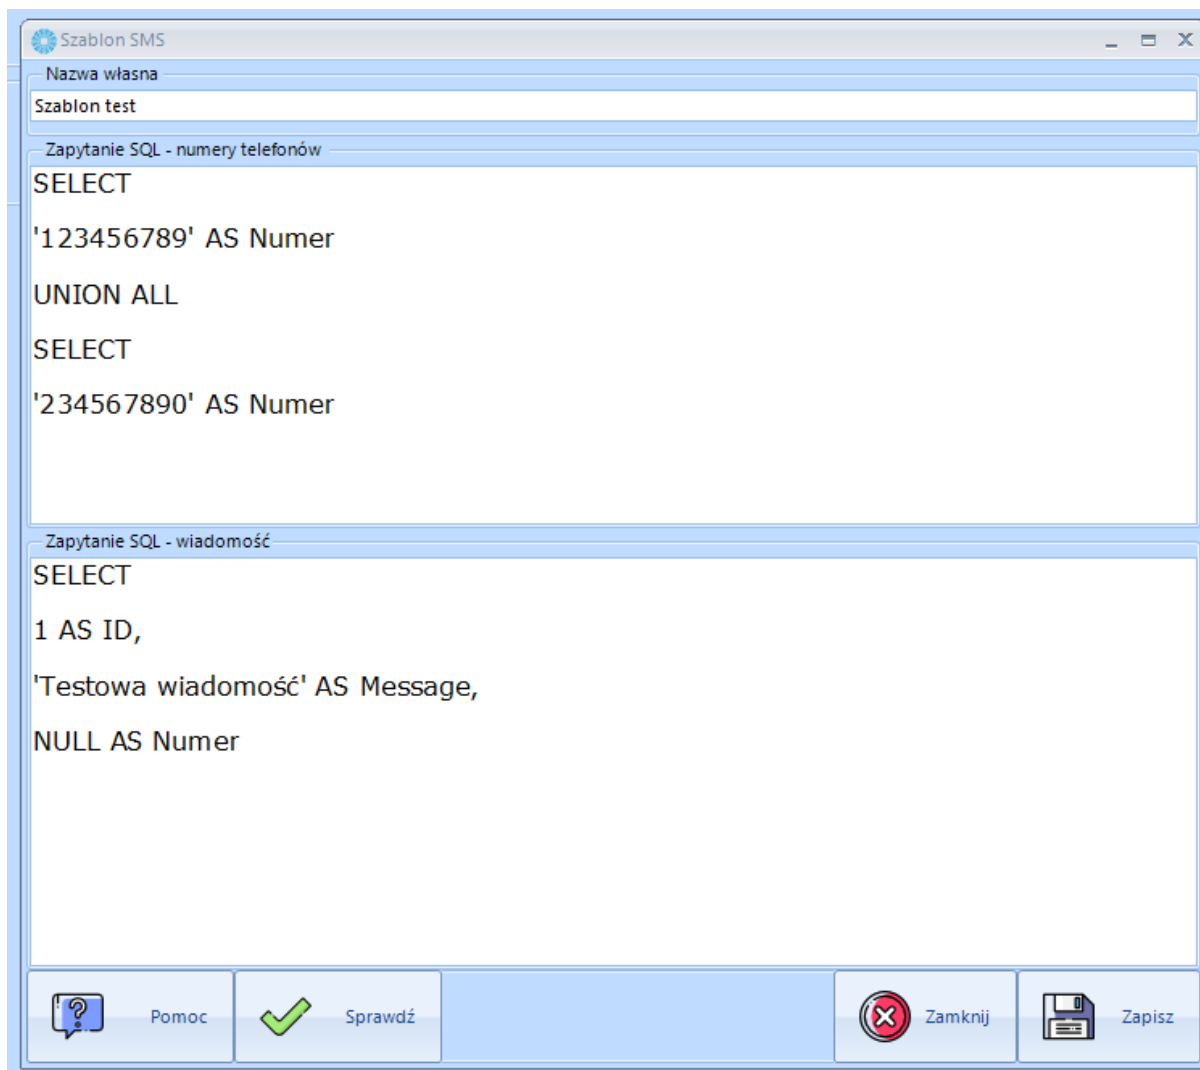 Szablon SMS
Nazwa własna
Szablon test
Zapytanie SQL - numery telefonów
SELECT
'123456789' AS Numer
UNION ALL
SELECT
'234567890' AS Numer
Zapytanie SQL - wiadomość
SELECT
1 AS ID,
'Testowa wiadomość' AS Message,
NULL AS Numer
Pomoc Sprawdź Zamknij Zapisz